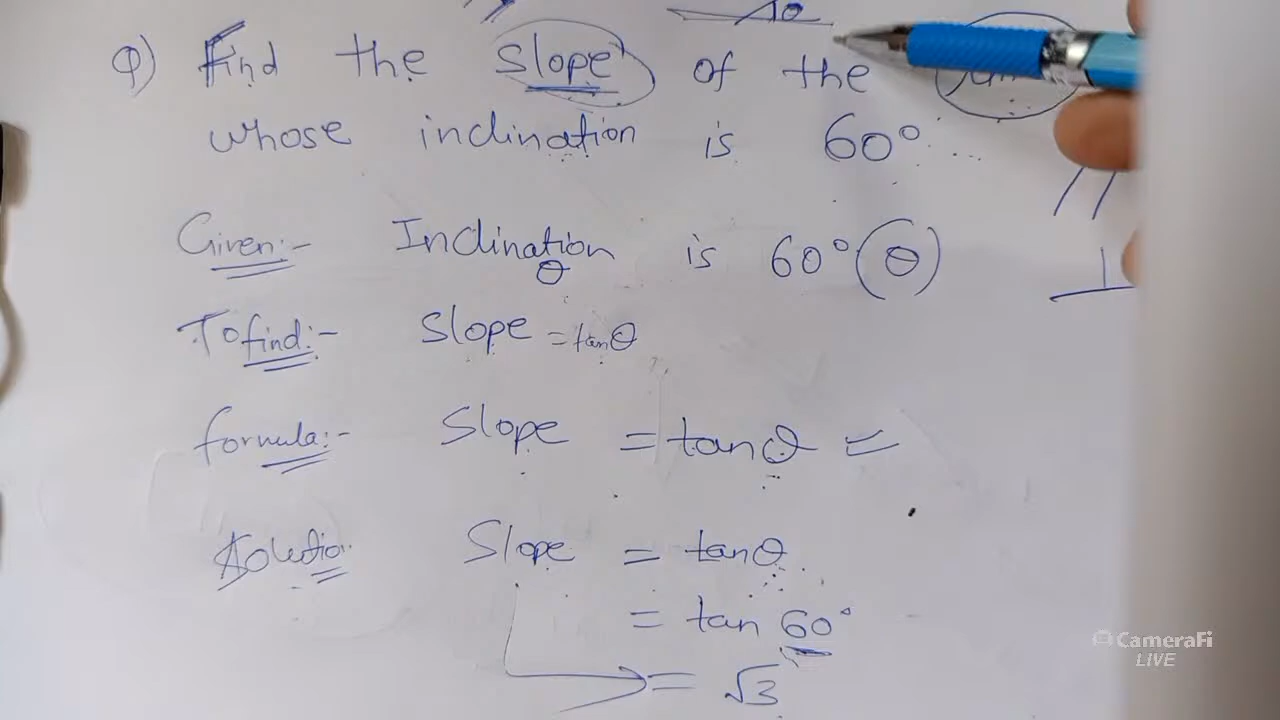 Q) Find the slope of the
whose inclination is 60°
Given:- Inclination is 60° (θ)
θ
To find:- Slope = tanθ
formula:- Slope = tanθ =
Solution Slope = tanθ
= tan 60°
= √3
CameraFi
LIVE